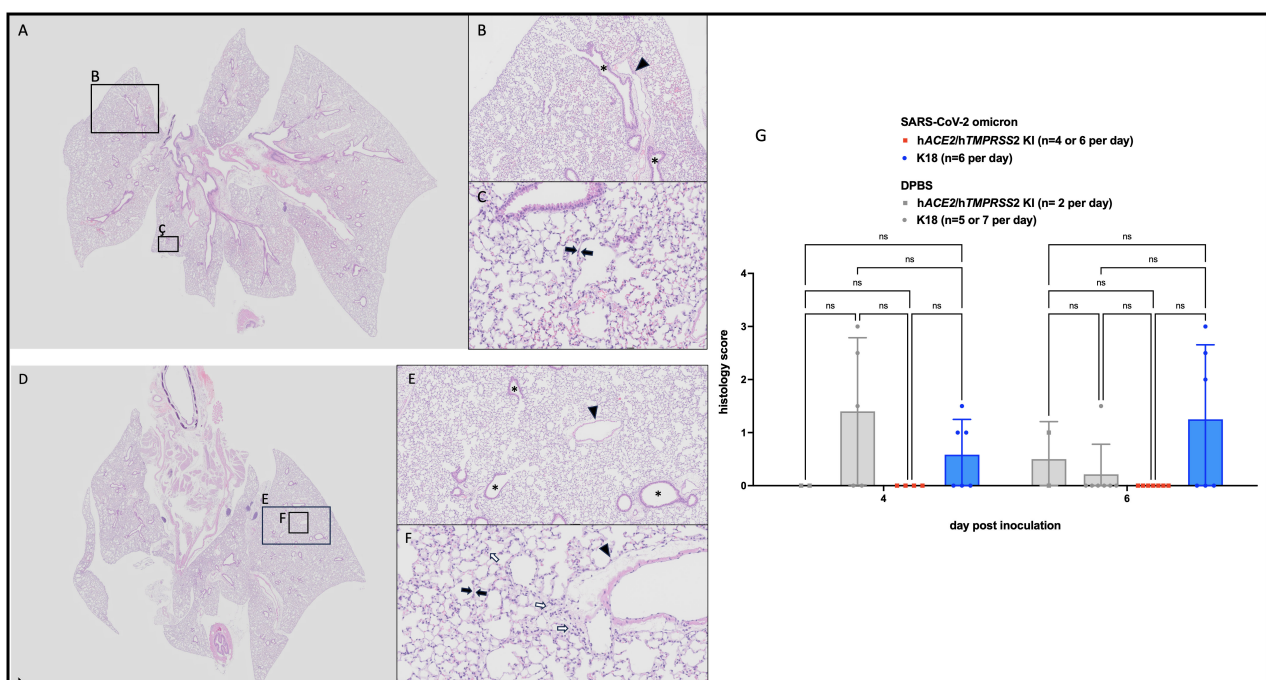 A
B
C
B
*
*
C
D
E
F
E
*
*
*
F
G
SARS-CoV-2 omicron
hACE2/hTMPRSS2 KI (n=4 or 6 per day)
K18 (n=6 per day)
DPBS
hACE2/hTMPRSS2 KI (n= 2 per day)
K18 (n=5 or 7 per day)
ns ns
ns ns
ns ns
ns ns ns ns ns ns
histology score
4
3
2
1
0
4 6
day post inoculation